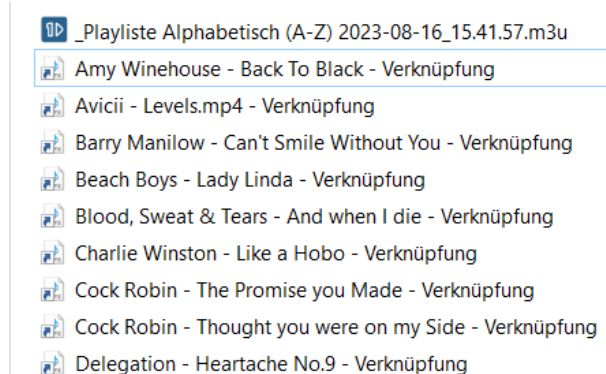 _Playliste Alphabetisch (A-Z) 2023-08-16_15.41.57.m3u
Amy Winehouse - Back To Black - Verknüpfung
Avicii - Levels.mp4 - Verknüpfung
Barry Manilow - Can't Smile Without You - Verknüpfung
Beach Boys - Lady Linda - Verknüpfung
Blood, Sweat & Tears - And when I die - Verknüpfung
Charlie Winston - Like a Hobo - Verknüpfung
Cock Robin - The Promise you Made - Verknüpfung
Cock Robin - Thought you were on my Side - Verknüpfung
Delegation - Heartache No.9 - Verknüpfung